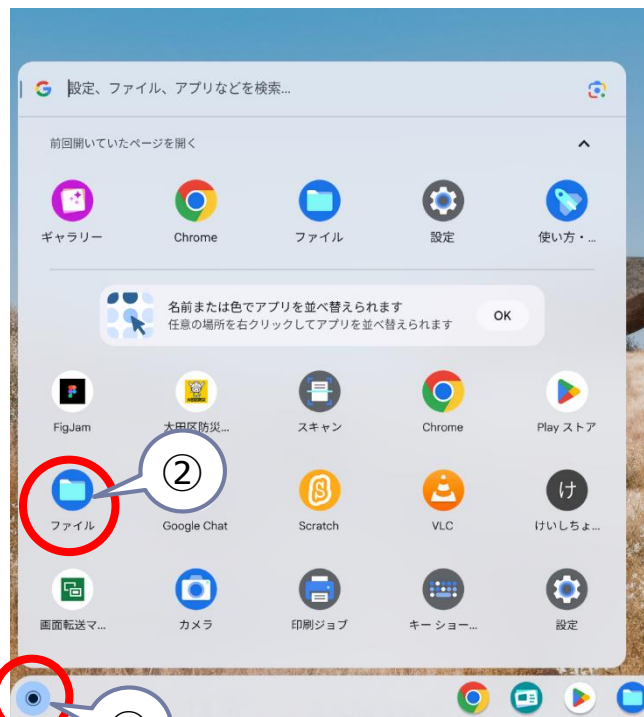 設定、ファイル、アプリなどを検索...
前回開いていたページを開く
ギャラリー
Chrome
ファイル
設定
使い方・...
名前または色でアプリを並べ替えられます
任意の場所を右クリックしてアプリを並べ替えられます
OK
FigJam
大田区防災...
スキャン
Chrome
Play ストア
②
ファイル
Google Chat
Scratch
VLC
け
けいしちょ...
画面転送マ...
カメラ
印刷ジョブ
キー ショー...
設定